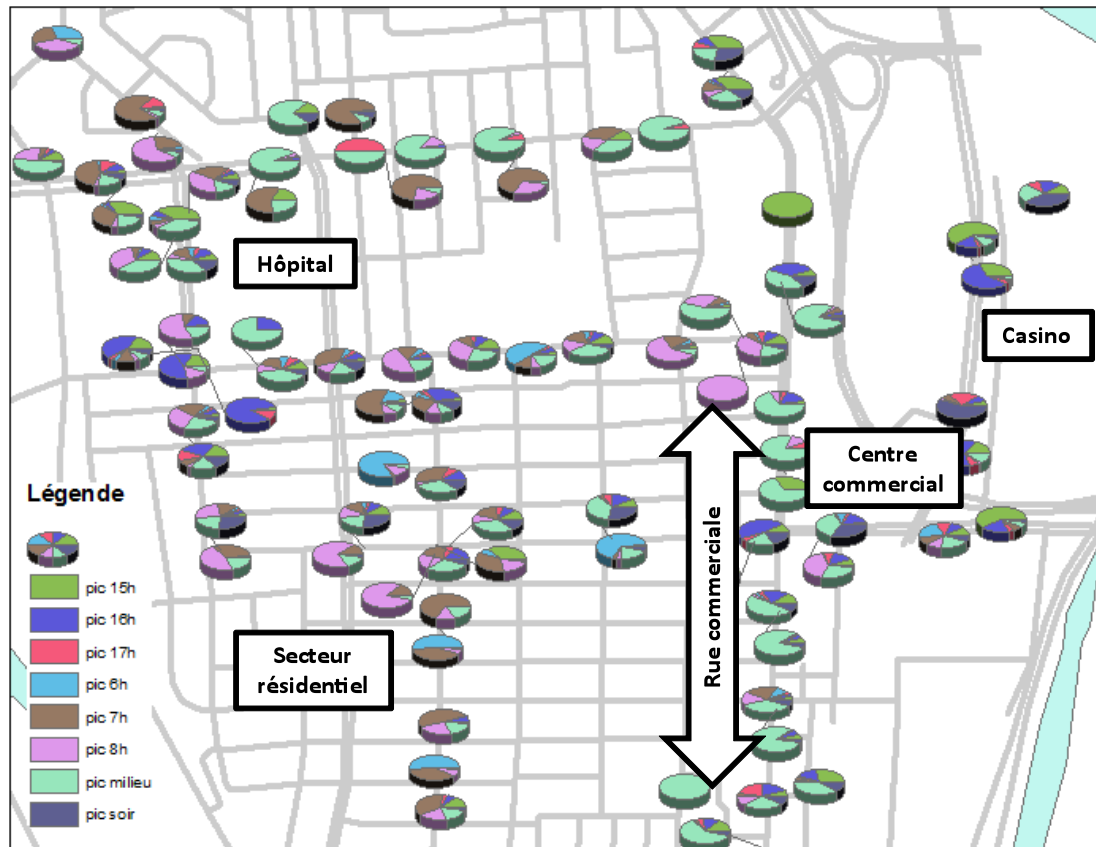 Hôpital
Casino
Centre
commercial
Rue commerciale
Secteur
résidentiel
Légende
pic 15h
pic 16h
pic 17h
pic 6h
pic 7h
pic 8h
pic milieu
pic soir